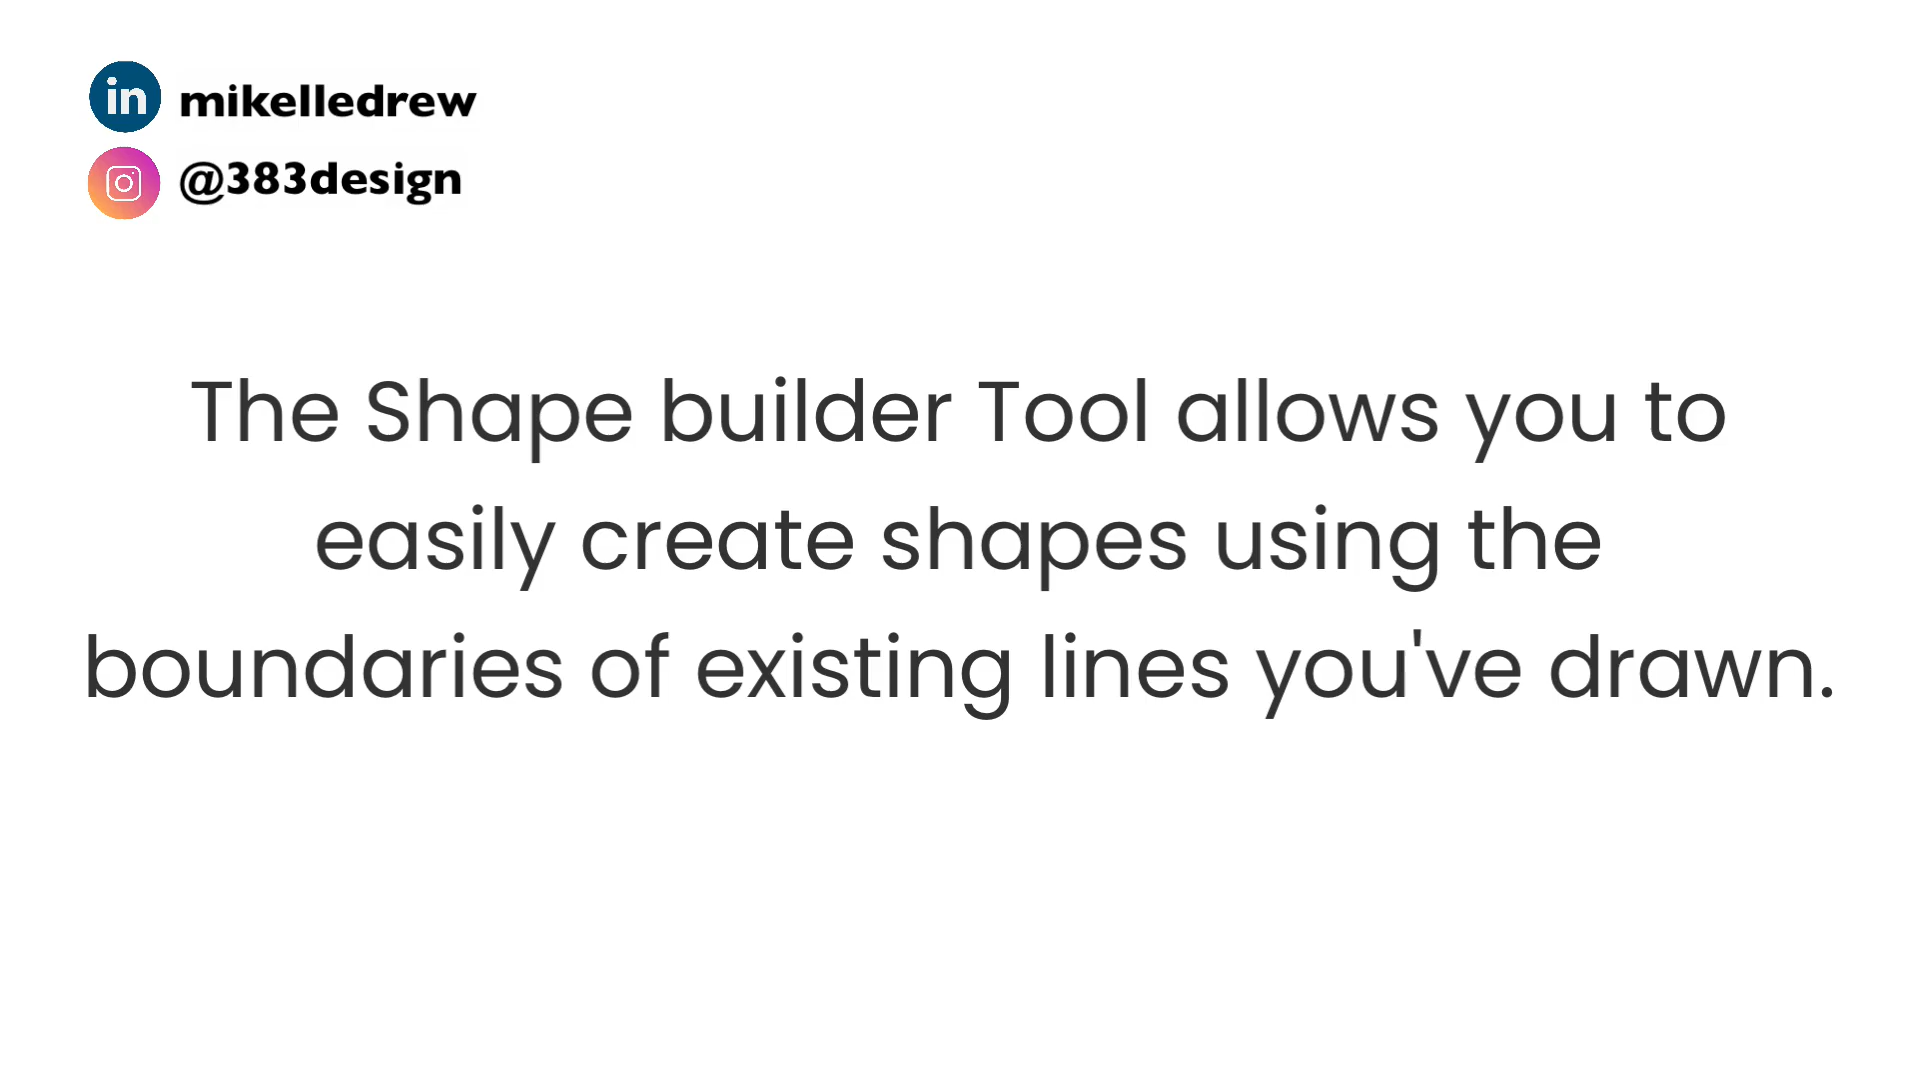 in mikelledrew
@383design
The Shape builder Tool allows you to
easily create shapes using the
boundaries of existing lines you've drawn.